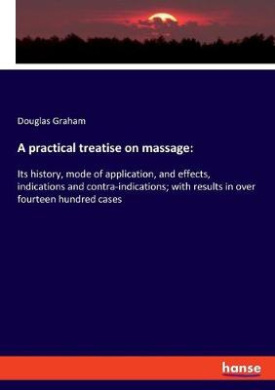 Douglas Graham
A practical treatise on massage:
Its history, mode of application, and effects,
indications and contra-indications; with results in over
fourteen hundred cases
hanse